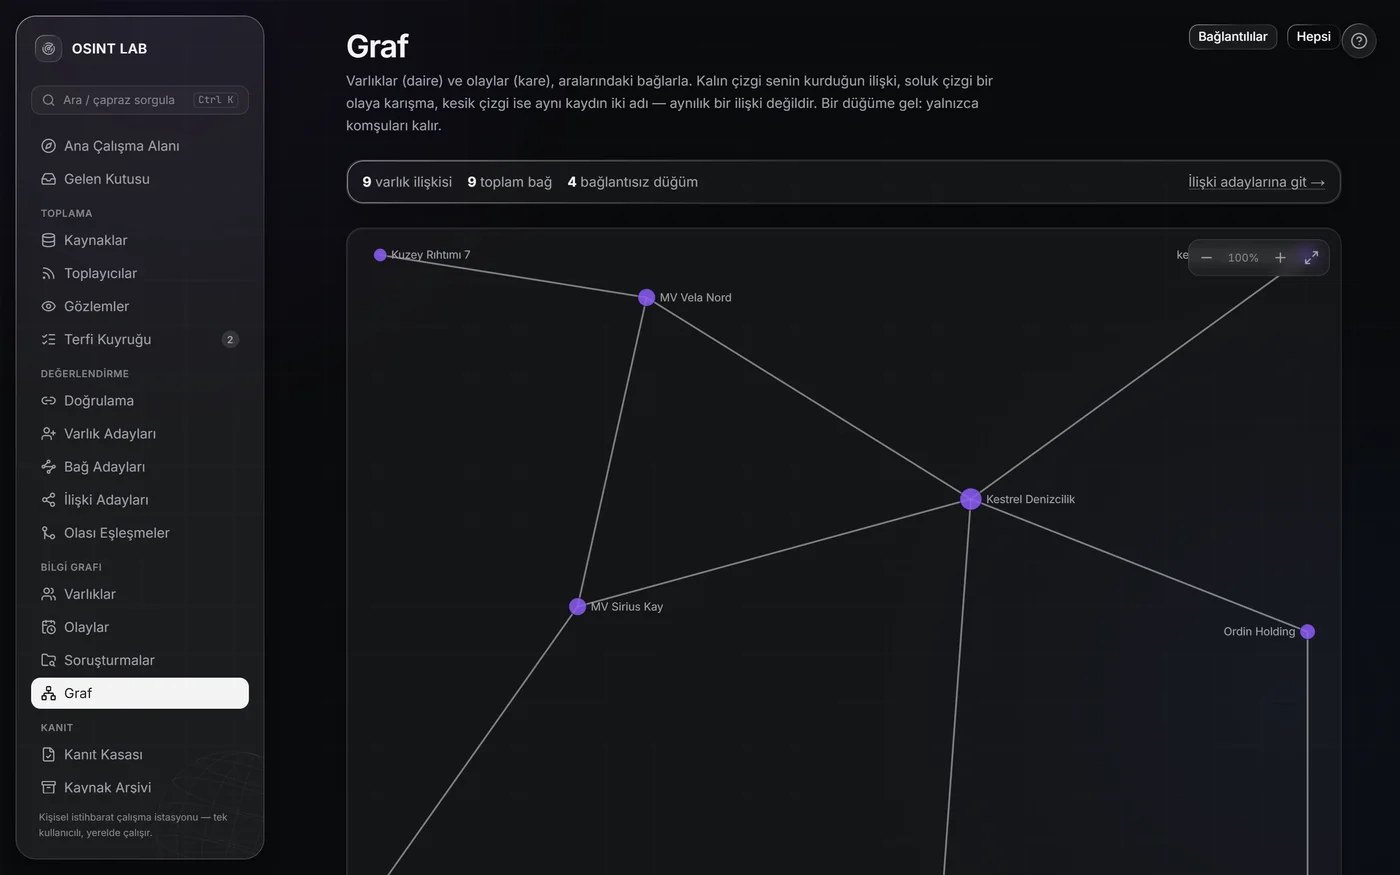 OSINT LAB
Ara / çapraz sorgula
Ctrl K
Ana Çalışma Alanı
Gelen Kutusu
TOPLAMA
Kaynaklar
Toplayıcılar
Gözlemler
Terfi Kuyruğu
2
DEĞERLENDİRME
Doğrulama
Varlık Adayları
Bağ Adayları
İlişki Adayları
Olası Eşleşmeler
BİLGİ GRAFI
Varlıklar
Olaylar
Soruşturmalar
Graf
KANIT
Kanıt Kasası
Kaynak Arşivi
Kişisel istihbarat çalışma istasyonu — tek
kullanıcılı, yerelde çalışır.
Graf
Bağlantılılar
Hepsi
Varlıklar (daire) ve olaylar (kare), aralarındaki bağlarla. Kalın çizgi senin kurduğun ilişki, soluk çizgi bir
olaya karışma, kesik çizgi ise aynı kaydın iki adı — aynılık bir ilişki değildir. Bir düğüme gel: yalnızca
komşuları kalır.
9 varlık ilişkisi 9 toplam bağ 4 bağlantısız düğüm
İlişki adaylarına git →
Kuzey Rıhtımı 7
ke
100%
MV Vela Nord
Kestrel Denizcilik
MV Sirius Kay
Ordin Holding